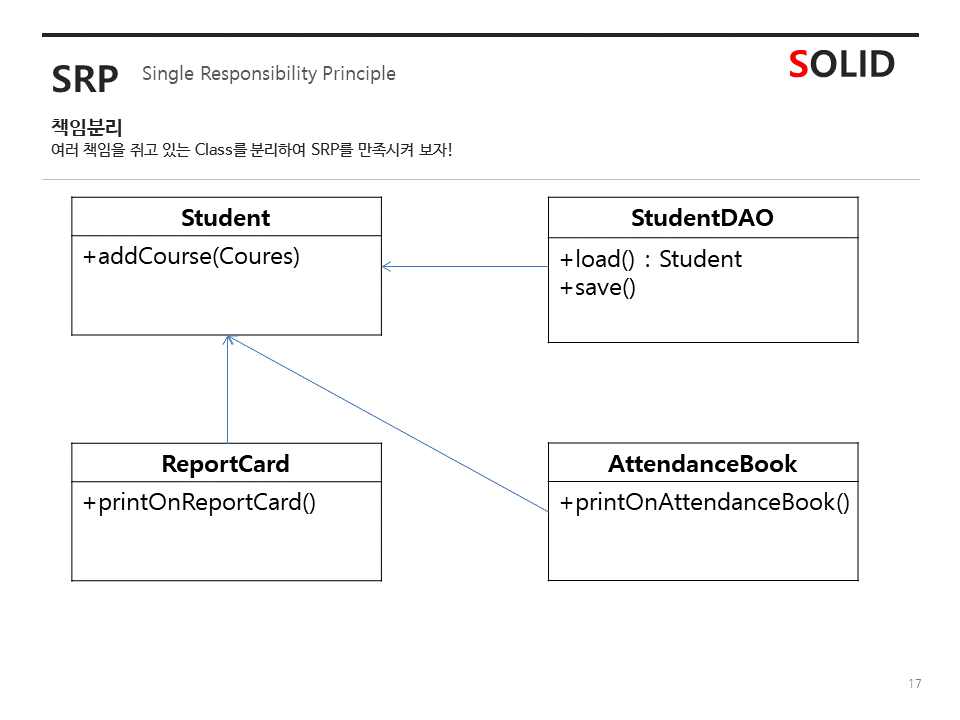 SRP Single Responsibility Principle
SOLID
책임분리
여러 책임을 쥐고 있는 Class를 분리하여 SRP를 만족시켜 보자!
Student
+addCourse(Coures)
StudentDAO
+load() : Student
+save()
ReportCard
+printOnReportCard()
AttendanceBook
+printOnAttendanceBook()
17